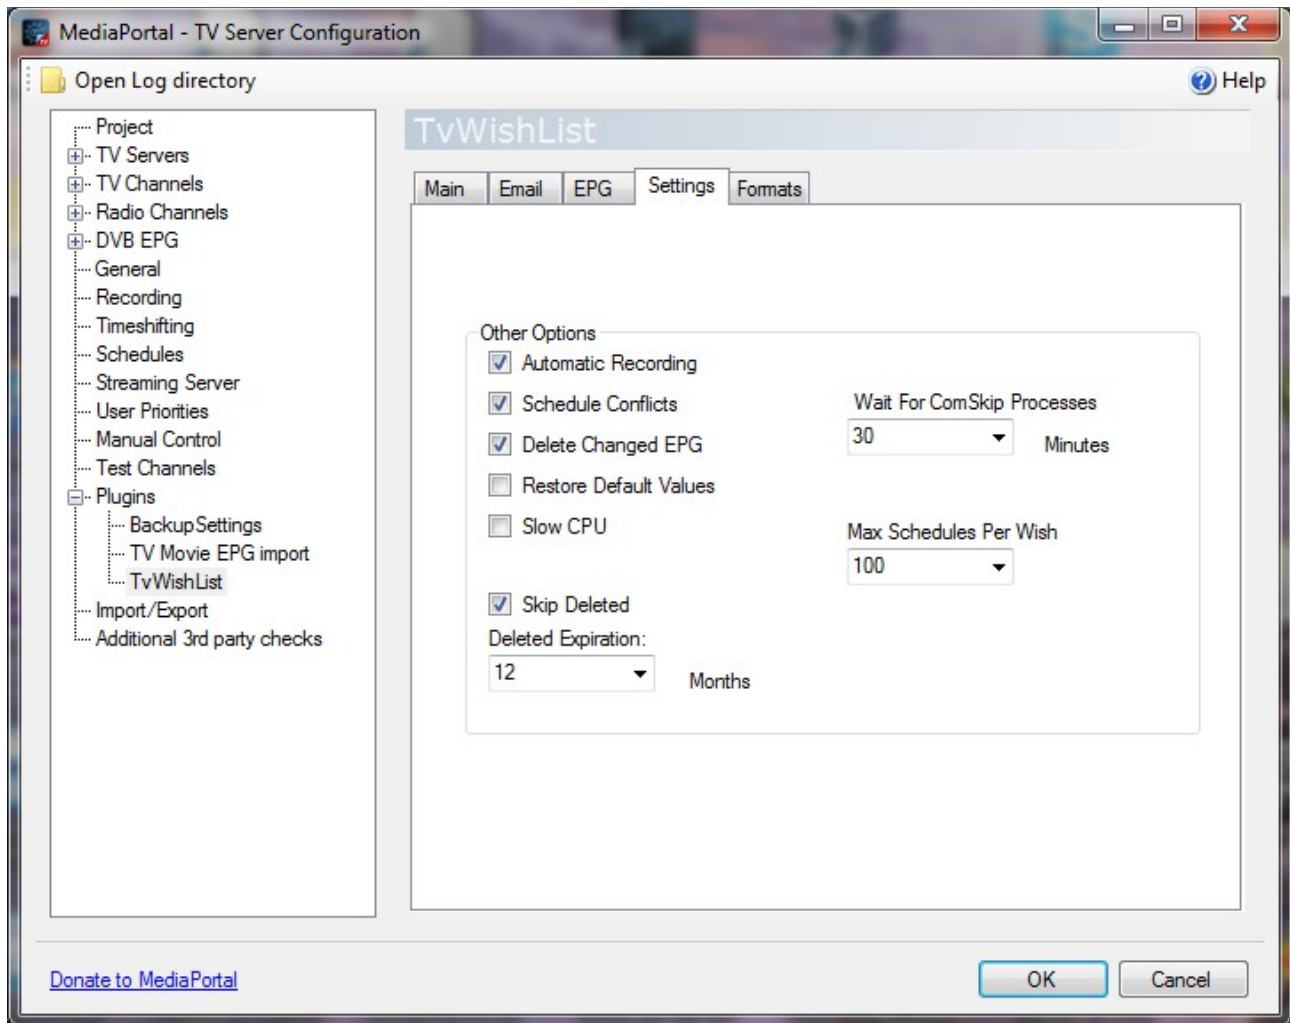 MediaPortal - TV Server Configuration
Open Log directory
Help
Project
TV Servers
TV Channels
Radio Channels
DVB EPG
General
Recording
Timeshifting
Schedules
Streaming Server
User Priorities
Manual Control
Test Channels
Plugins
BackupSettings
TV Movie EPG import
TvWishList
Import/Export
Additional 3rd party checks
TvWishList
Main Email EPG Settings Formats
Other Options
Automatic Recording
Schedule Conflicts
Delete Changed EPG
Restore Default Values
Slow CPU
Skip Deleted
Deleted Expiration:
12 Months
Wait For ComSkip Processes
30 Minutes
Max Schedules Per Wish
100
Donate to MediaPortal
OK Cancel